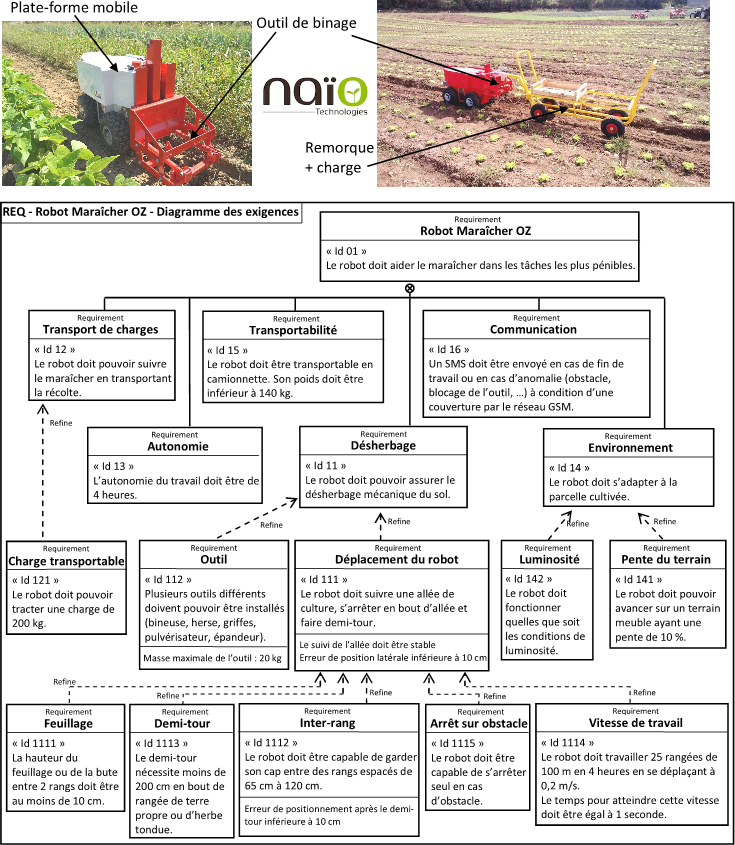 Plate-forme mobile
Outil de binage
naïo
Technologies
Remorque
+ charge
REQ - Robot Maraîcher OZ - Diagramme des exigences
Requirement
Robot Maraîcher OZ
« Id 01 »
Le robot doit aider le maraîcher dans les tâches les plus pénibles.
Requirement
Transport de charges
« Id 12 »
Le robot doit pouvoir suivre
le maraîcher en transportant
la récolte.
Requirement
Transportabilité
« Id 15 »
Le robot doit être transportable en
camionnette. Son poids doit être
inférieur à 140 kg.
Requirement
Communication
« Id 16 »
Un SMS doit être envoyé en cas de fin de
travail ou en cas d'anomalie (obstacle,
blocage de l'outil, ...) à condition d'une
couverture par le réseau GSM.
Refine
Requirement
Autonomie
« Id 13 »
L'autonomie du travail doit être de
4 heures.
Requirement
Désherbage
« Id 11 »
Le robot doit pouvoir assurer le
désherbage mécanique du sol.
Requirement
Environnement
« Id 14 »
Le robot doit s'adapter à la
parcelle cultivée.
Refine
Refine
Refine
Refine
Requirement
Charge transportable
« Id 121 »
Le robot doit pouvoir
tracter une charge de
200 kg.
Requirement
Outil
« Id 112 »
Plusieurs outils différents
doivent pouvoir être installés
(bineuse, herse, griffes,
pulvérisateur, épandeur).
Masse maximale de l'outil : 20 kg
Requirement
Déplacement du robot
« Id 111 »
Le robot doit suivre une allée de
culture, s'arrêter en bout d'allée et
faire demi-tour.
Le suivi de l'allée doit être stable
Erreur de position latérale inférieure à 10 cm
Requirement
Luminosité
« Id 142 »
Le robot doit
fonctionner
quelles que soit
les conditions de
luminosité.
Requirement
Pente du terrain
« Id 141 »
Le robot doit pouvoir
avancer sur un terrain
meuble ayant une
pente de 10 %.
Refine
Refine
Refine
Refine
Refine
Requirement
Feuillage
« Id 1111 »
La hauteur du
feuillage ou de la bute
entre 2 rangs doit être
au moins de 10 cm.
Requirement
Demi-tour
« Id 1113 »
Le demi-tour
nécessite moins de
200 cm en bout de
rangée de terre
propre ou d'herbe
tondue.
Requirement
Inter-rang
« Id 1112 »
Le robot doit être capable de garder
son cap entre des rangs espacés de
65 cm à 120 cm.
Erreur de positionnement après le demi-
tour inférieure à 10 cm
Requirement
Arrêt sur obstacle
« Id 1115 »
Le robot doit être
capable de s'arrêter
seul en cas
d'obstacle.
Requirement
Vitesse de travail
« Id 1114 »
Le robot doit travailler 25 rangées de
100 m en 4 heures en se déplaçant à
0,2 m/s.
Le temps pour atteindre cette vitesse
doit être égal à 1 seconde.